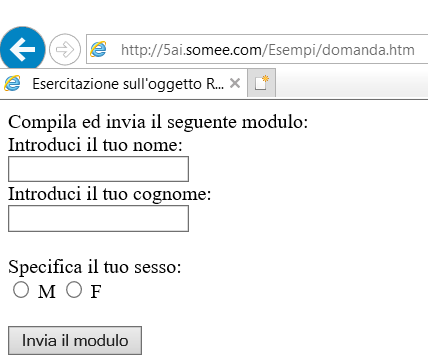 http://5ai.somee.com/Esempi/domanda.htm
Esercitazione sull'oggetto R...
Compila ed invia il seguente modulo:
Introduci il tuo nome:
Introduci il tuo cognome:
Specifica il tuo sesso:
M F
Invia il modulo